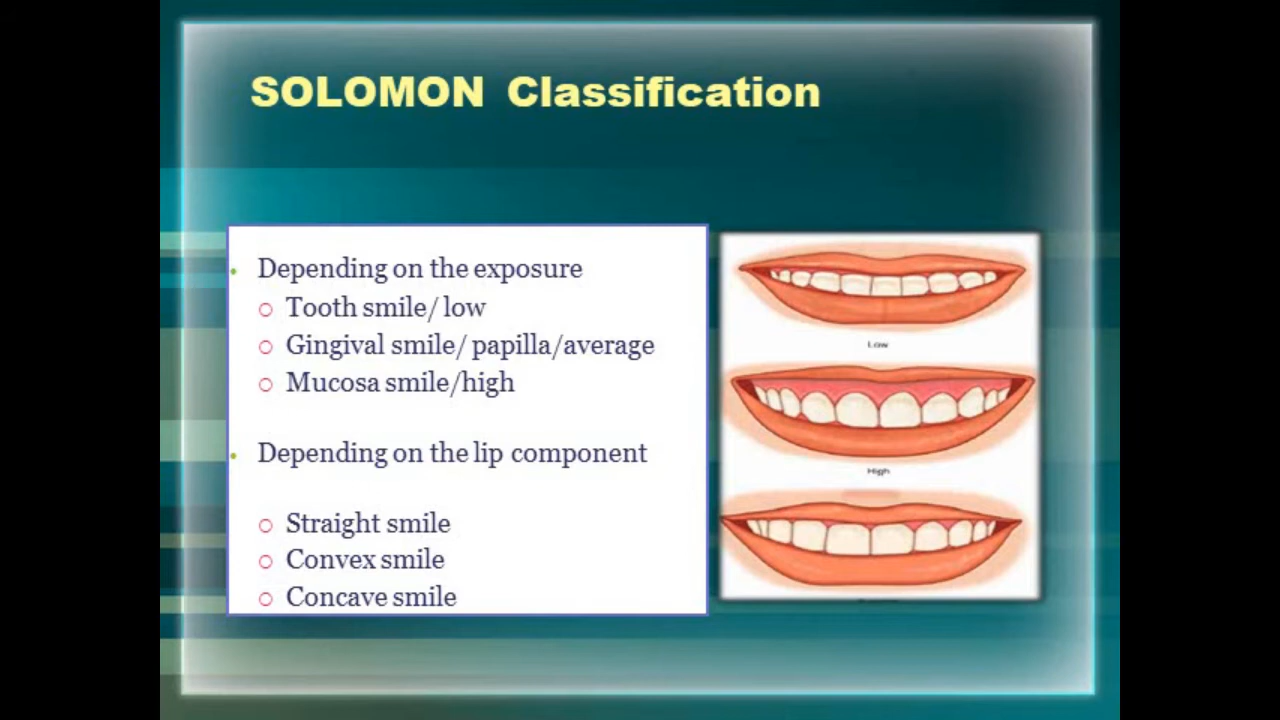 SOLOMON Classification
Depending on the exposure
Tooth smile/ low
Gingival smile/ papilla/average
Mucosa smile/high
Depending on the lip component
Straight smile
Convex smile
Concave smile
Low
High